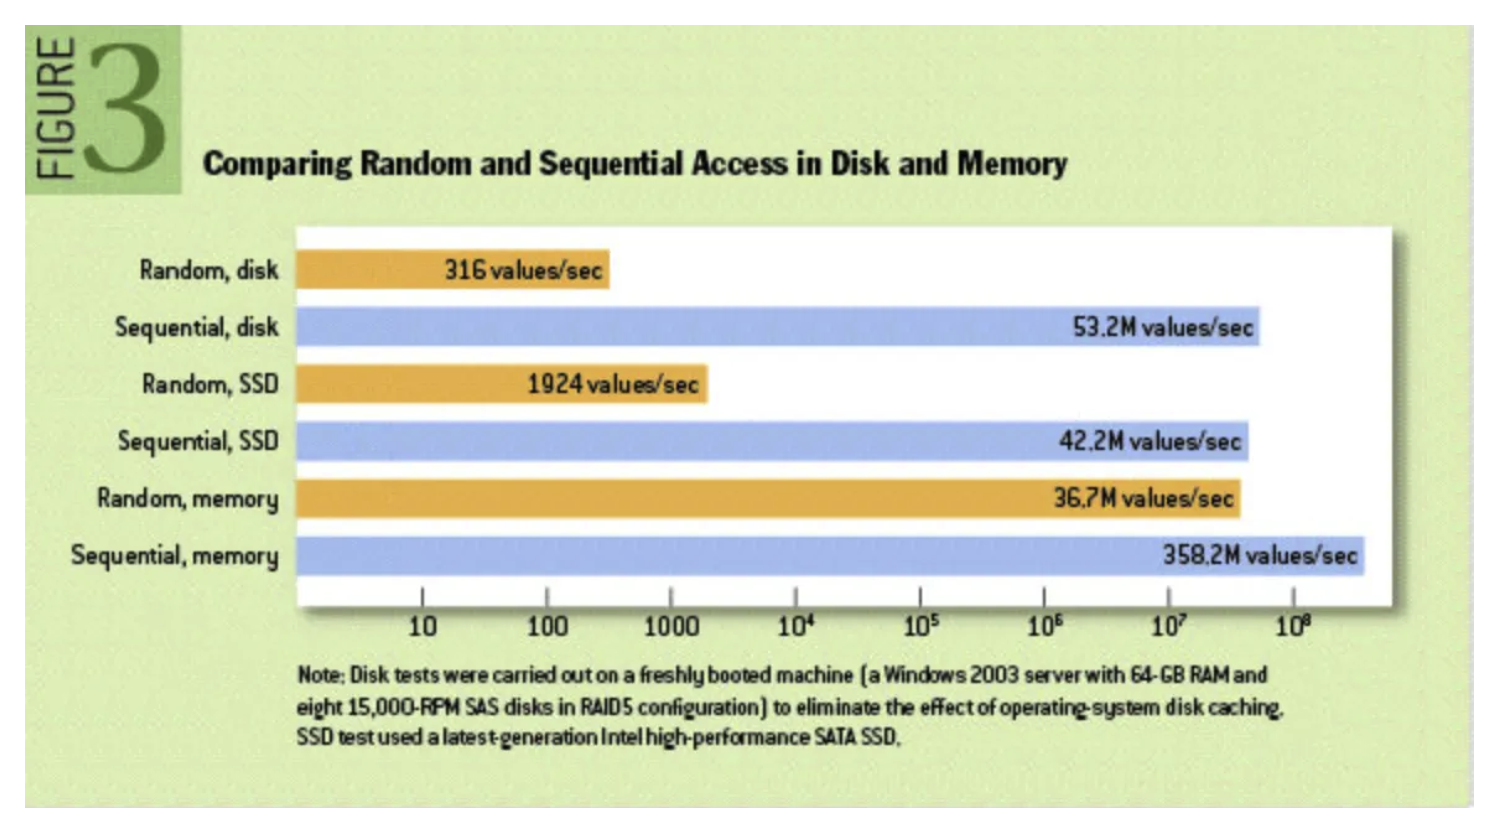 FIGURE 3
Comparing Random and Sequential Access in Disk and Memory
Random, disk 316 values/sec
Sequential, disk 53.2M values/sec
Random, SSD 1924 values/sec
Sequential, SSD 42.2M values/sec
Random, memory 36.7M values/sec
Sequential, memory 358.2M values/sec
10 100 1000 10⁴ 10⁵ 10⁶ 10⁷ 10⁸
Note: Disk tests were carried out on a freshly booted machine (a Windows 2003 server with 64-GB RAM and
eight 15,000-RPM SAS disks in RAID5 configuration) to eliminate the effect of operating-system disk caching.
SSD test used a latest-generation Intel high-performance SATA SSD.